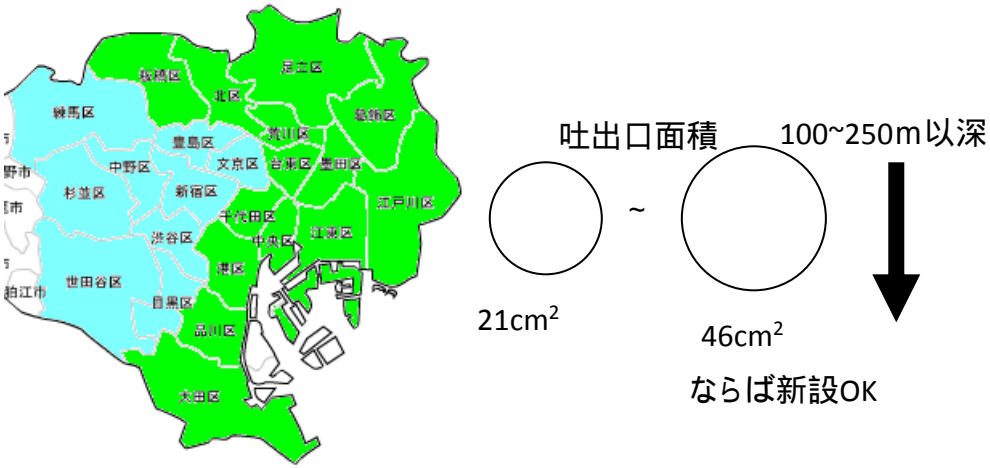 足立区
板橋区
北区
葛飾区
練馬区
荒川区
豊島区
文京区
台東区
墨田区
中野区
野市
杉並区
新宿区
江戸川区
千代田区
渋谷区
中央区
江東区
港区
世田谷区
狛江市
目黒区
品川区
大田区
吐出口面積
100~250m以深
~
21cm²
46cm²
ならば新設OK